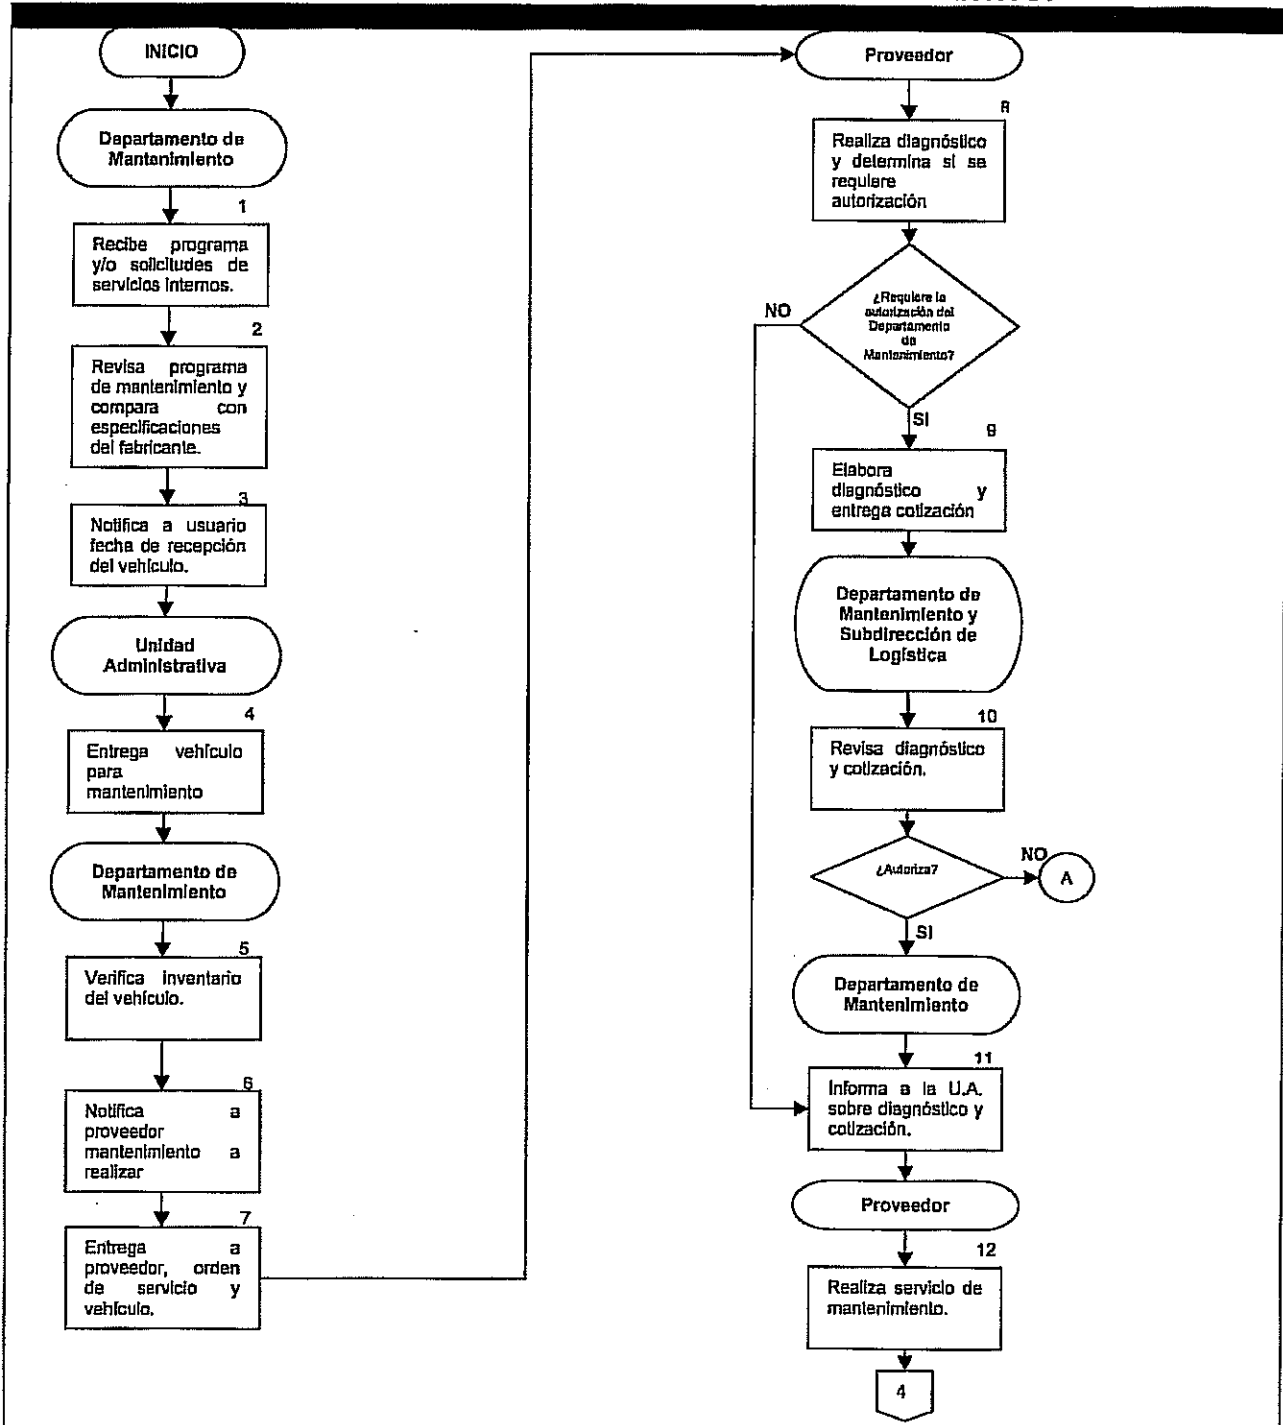 INICIO
Departamento de
Mantenimiento
1
Recibe programa
y/o solicitudes de
servicios internos.
2
Revisa programa
de mantenimiento y
compara con
especificaciones
del fabricante.
3
Notifica a usuario
fecha de recepción
del vehículo.
Unidad
Administrativa
4
Entrega vehículo
para
mantenimiento
Departamento de
Mantenimiento
5
Verifica inventario
del vehículo.
6
Notifica a
proveedor
mantenimiento a
realizar
7
Entrega a
proveedor, orden
de servicio y
vehículo.
Proveedor
8
Realiza diagnóstico
y determina si se
requiere
autorización
¿Requiere la
autorización del
Departamento
de
Mantenimiento?
NO
SI
9
Elabora
diagnóstico y
entrega cotización
Departamento de
Mantenimiento y
Subdirección de
Logística
10
Revisa diagnóstico
y cotización.
¿Autoriza?
NO
A
SI
Departamento de
Mantenimiento
11
Informa a la U.A.
sobre diagnóstico y
cotización.
Proveedor
12
Realiza servicio de
mantenimiento.
4